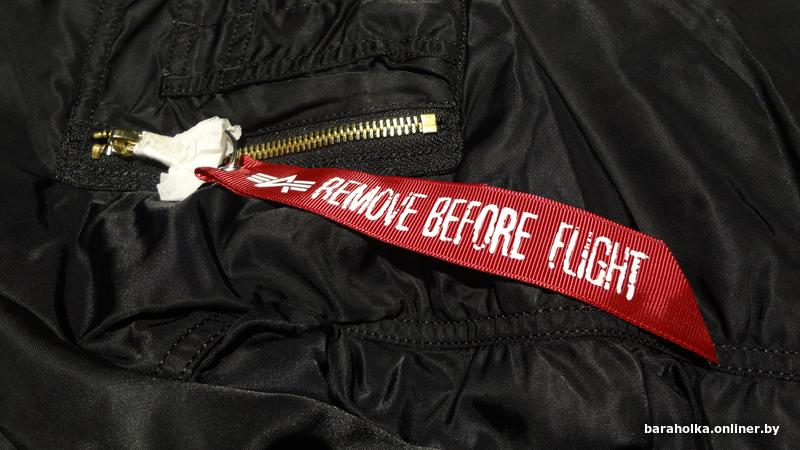 REMOVE BEFORE FLIGHT
baraholka.onliner.by